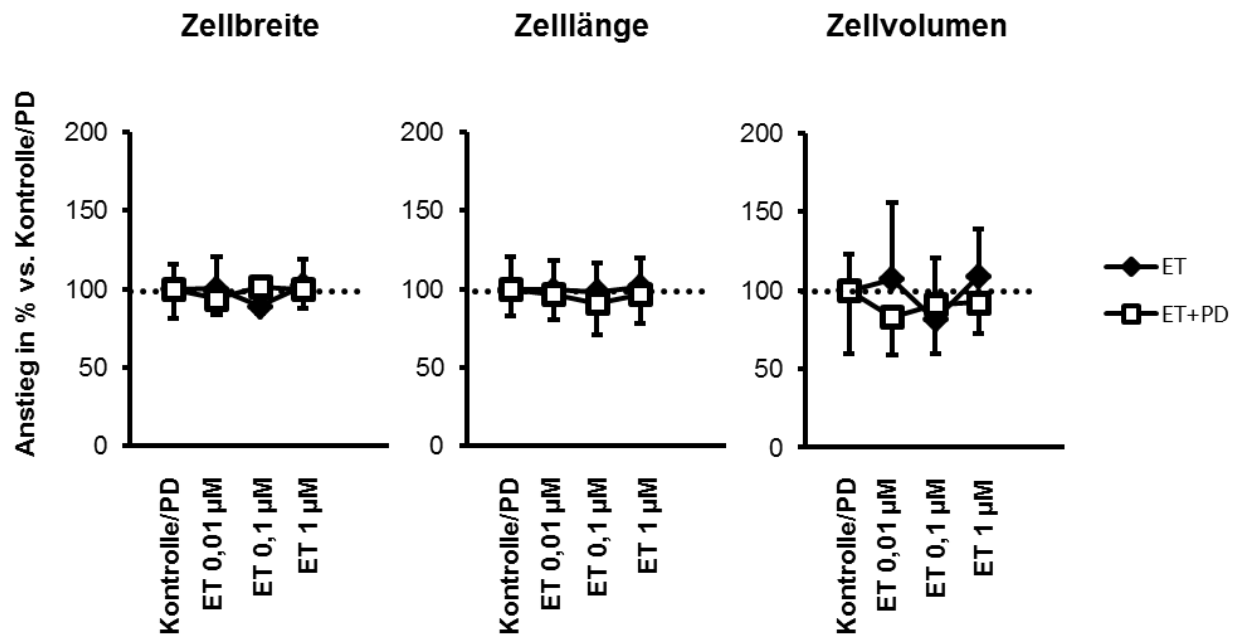 Zellbreite
Zelllänge
Zellvolumen
Anstieg in % vs. Kontrolle/PD
200
150
100
50
0
Kontrolle/PD
ET 0,01 µM
ET 0,1 µM
ET 1 µM
200
150
100
50
0
Kontrolle/PD
ET 0,01 µM
ET 0,1 µM
ET 1 µM
200
150
100
50
0
Kontrolle/PD
ET 0,01 µM
ET 0,1 µM
ET 1 µM
ET
ET+PD